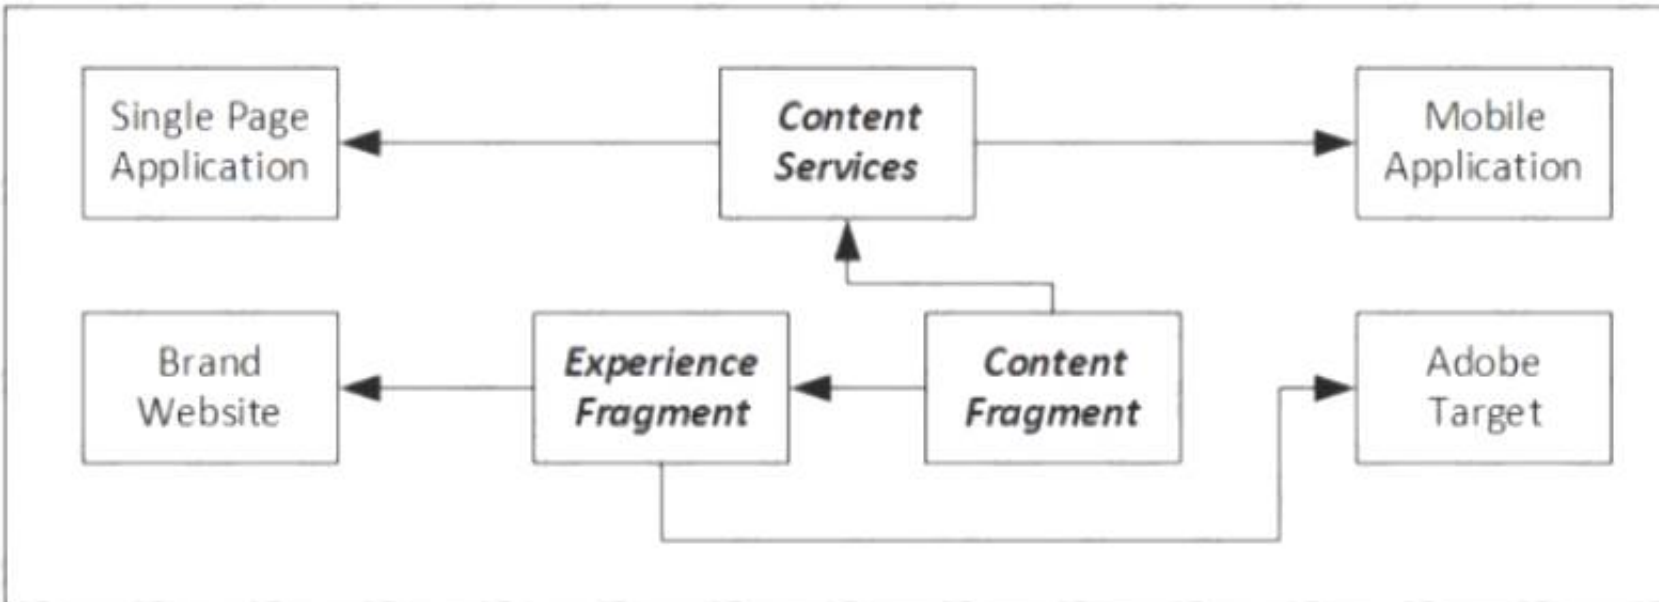 Single Page
Application
Content
Services
Mobile
Application
Brand
Website
Experience
Fragment
Content
Fragment
Adobe
Target